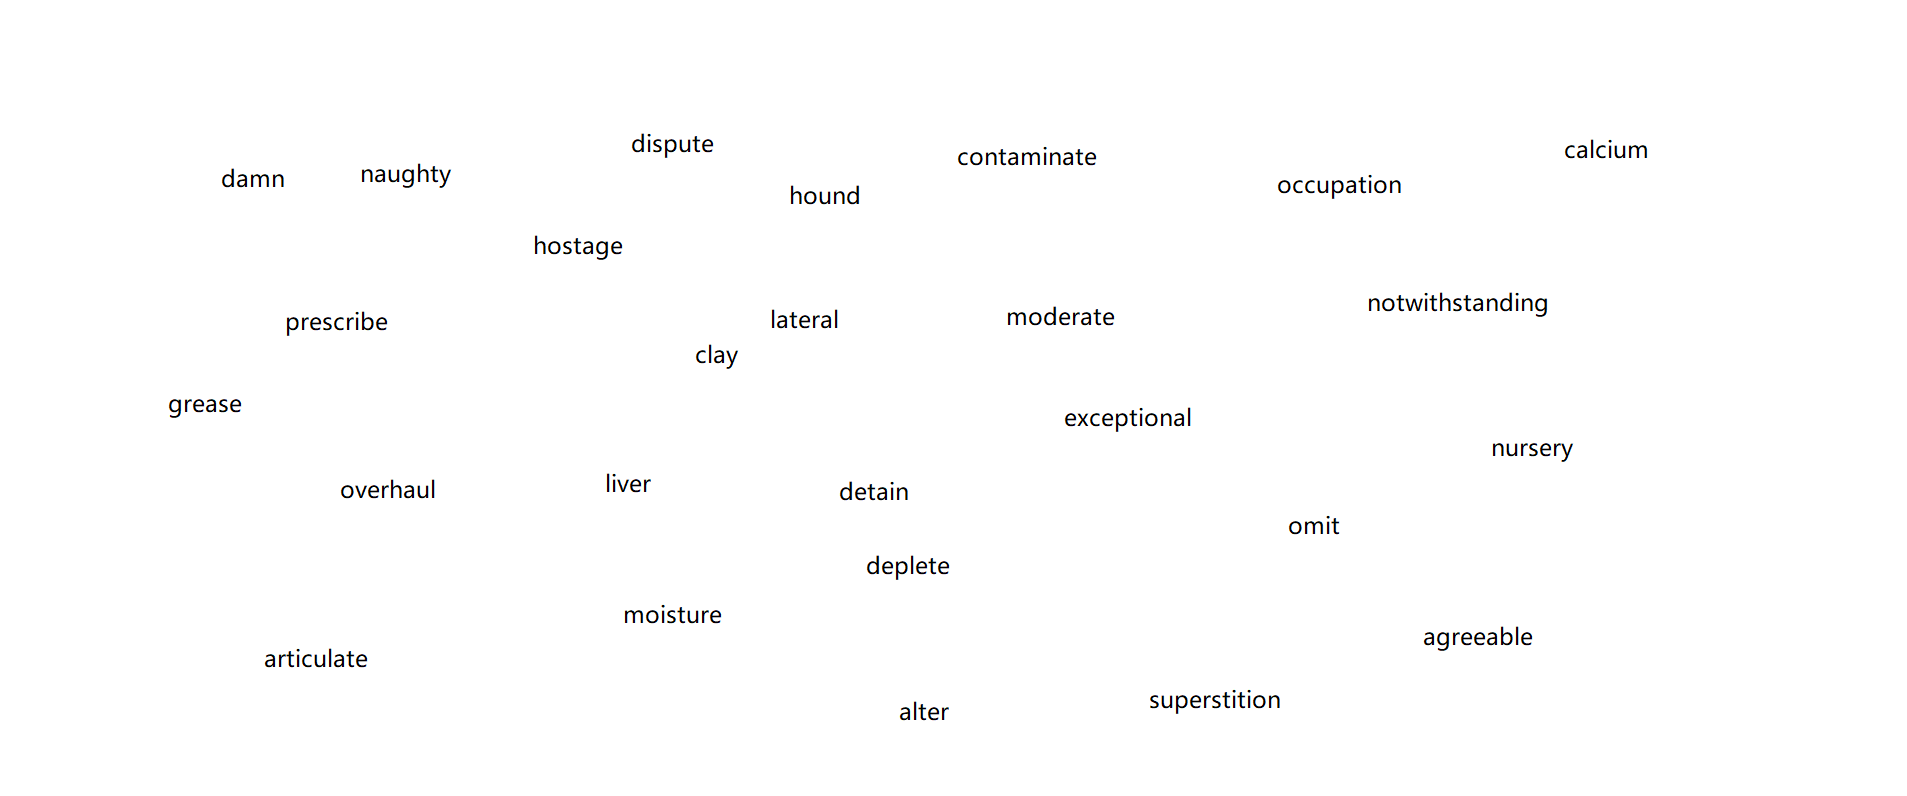 dispute
calcium
contaminate
naughty
damn
occupation
hound
hostage
notwithstanding
moderate
lateral
prescribe
clay
grease
exceptional
nursery
liver
overhaul
detain
omit
deplete
moisture
agreeable
articulate
superstition
alter